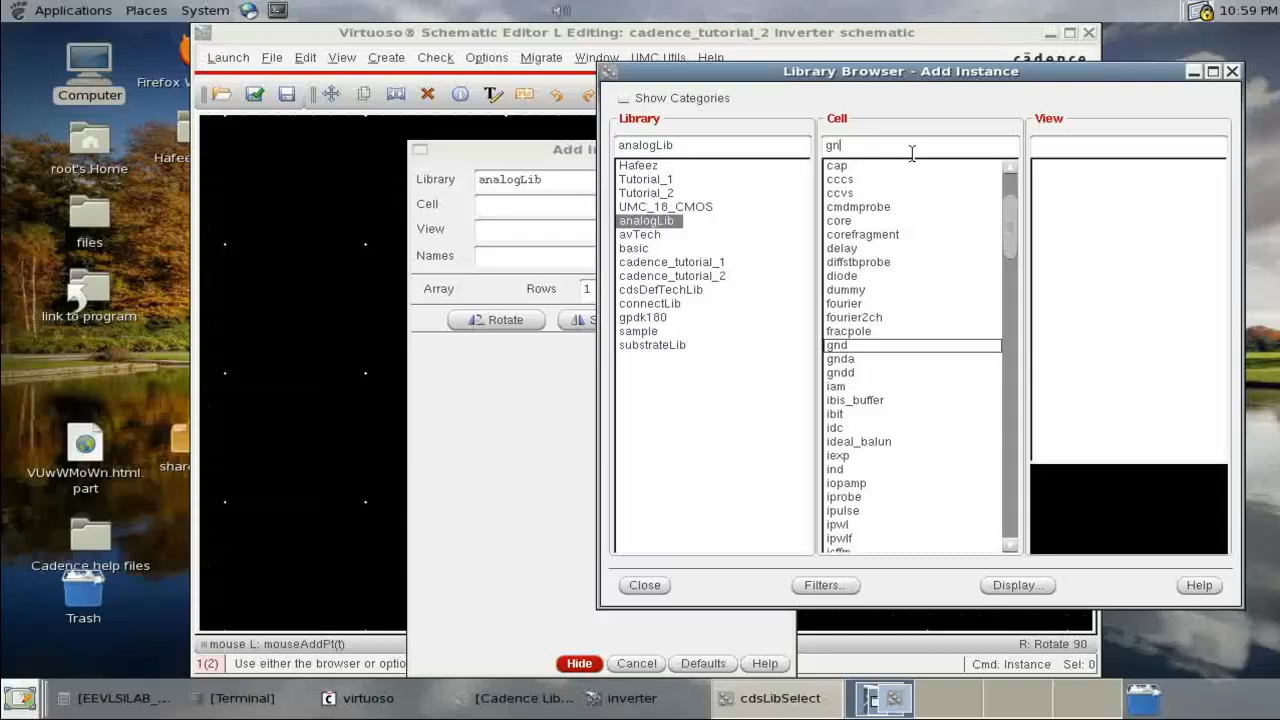 Applications Places System
10:59 PM
Computer
Firefox V
root's Home
Hafee
files
link to program
VUwWMoWn.html.
part
share
Cadence help files
Trash
Virtuoso® Schematic Editor L Editing: cadence_tutorial_2 Inverter schematic
Launch File Edit View Create Check Options Migrate Window UMC Utils Help
cādence
Add In
Library analogLib
Cell
View
Names
Array Rows 1
Rotate S
Hide Cancel Defaults Help
mouse L: mouseAddPt(t)
R: Rotate 90
1(2) Use either the browser or optio
Cmd: Instance Sel: 0
Library Browser - Add Instance
Show Categories
Library
analogLib
Hafeez
Tutorial_1
Tutorial_2
UMC_18_CMOS
analogLib
avTech
basic
cadence_tutorial_1
cadence_tutorial_2
cdsDefTechLib
connectLib
gpdk180
sample
substrateLib
Cell
gn
cap
cccs
ccvs
cmdmprobe
core
corefragment
delay
diffstbprobe
diode
dummy
fourier
fourier2ch
fracpole
gnd
gnda
gndd
iam
ibis_buffer
ibit
idc
ideal_balun
iexp
ind
iopamp
iprobe
ipulse
ipwl
ipwlf
View
Close Filters... Display... Help
[EEVLSILAB_... [Terminal] virtuoso [Cadence Lib... inverter cdsLibSelect